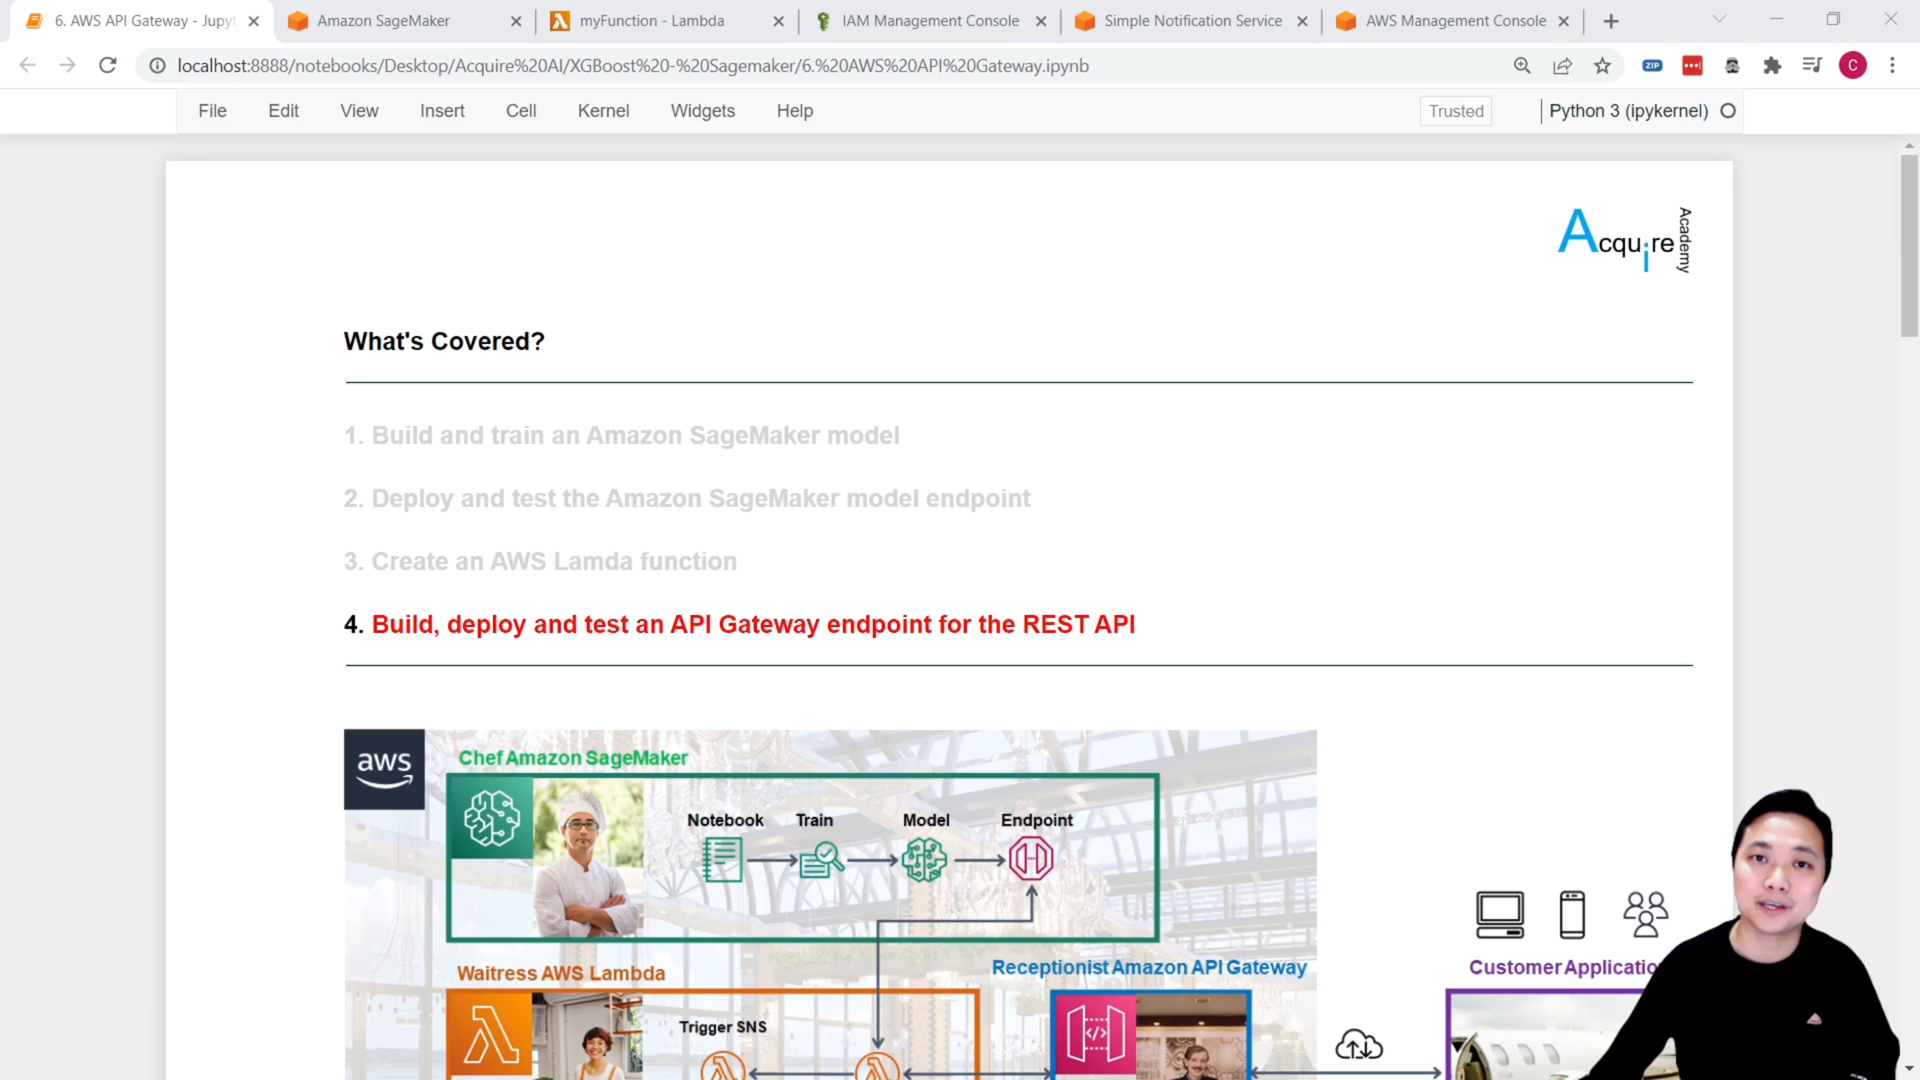 6. AWS API Gateway - Jupyt
Amazon SageMaker
myFunction - Lambda
IAM Management Console
Simple Notification Service
AWS Management Console
localhost:8888/notebooks/Desktop/Acquire%20AI/XGBoost%20-%20Sagemaker/6.%20AWS%20API%20Gateway.ipynb
ZIP
C
File
Edit
View
Insert
Cell
Kernel
Widgets
Help
Trusted
Python 3 (ipykernel)
Acquire
Academy
What's Covered?
1. Build and train an Amazon SageMaker model
2. Deploy and test the Amazon SageMaker model endpoint
3. Create an AWS Lamda function
4. Build, deploy and test an API Gateway endpoint for the REST API
aws
Chef Amazon SageMaker
Notebook
Train
Model
Endpoint
Waitress AWS Lambda
Receptionist Amazon API Gateway
Customer Applicatio
Trigger SNS